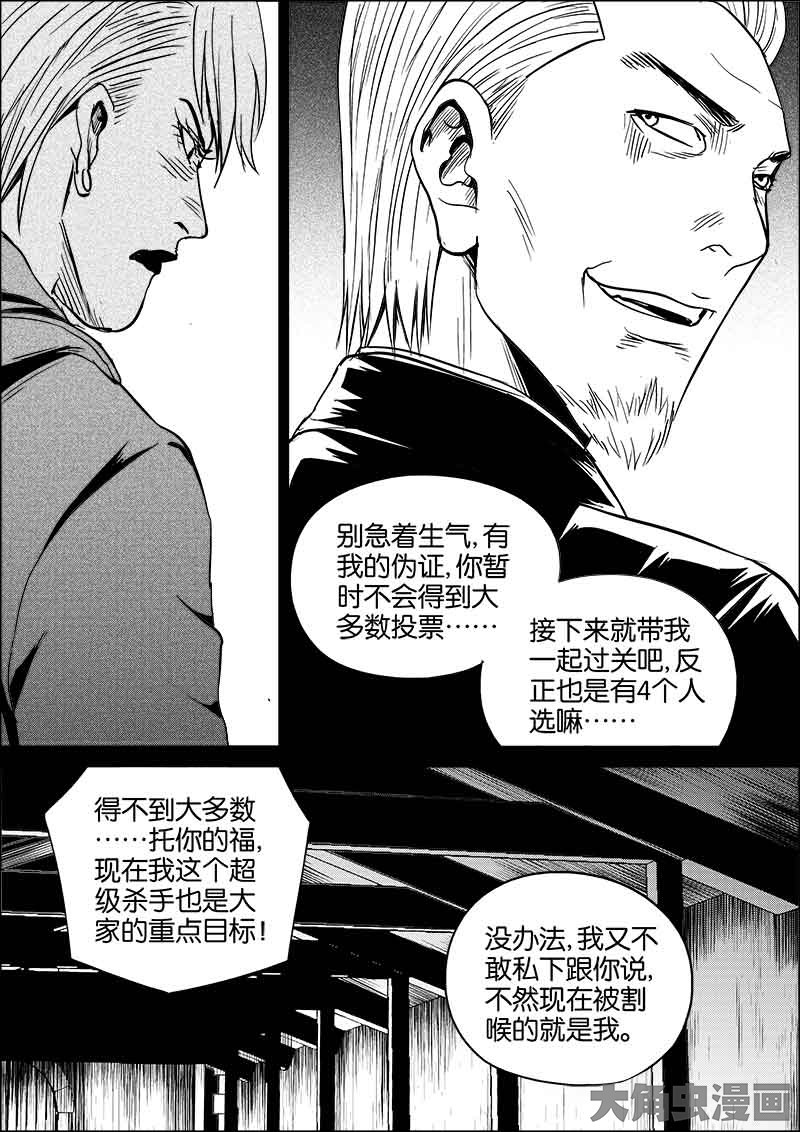 别急着生气,有
我的伪证,你暂
时不会得到大
多数投票……
接下来就带我
一起过关吧,反
正也是有4个人
选嘛……
得不到大多数
……托你的福,
现在我这个超
级杀手也是大
家的重点目标!
没办法,我又不
敢私下跟你说,
不然现在被割
喉的就是我。
大角虫漫画